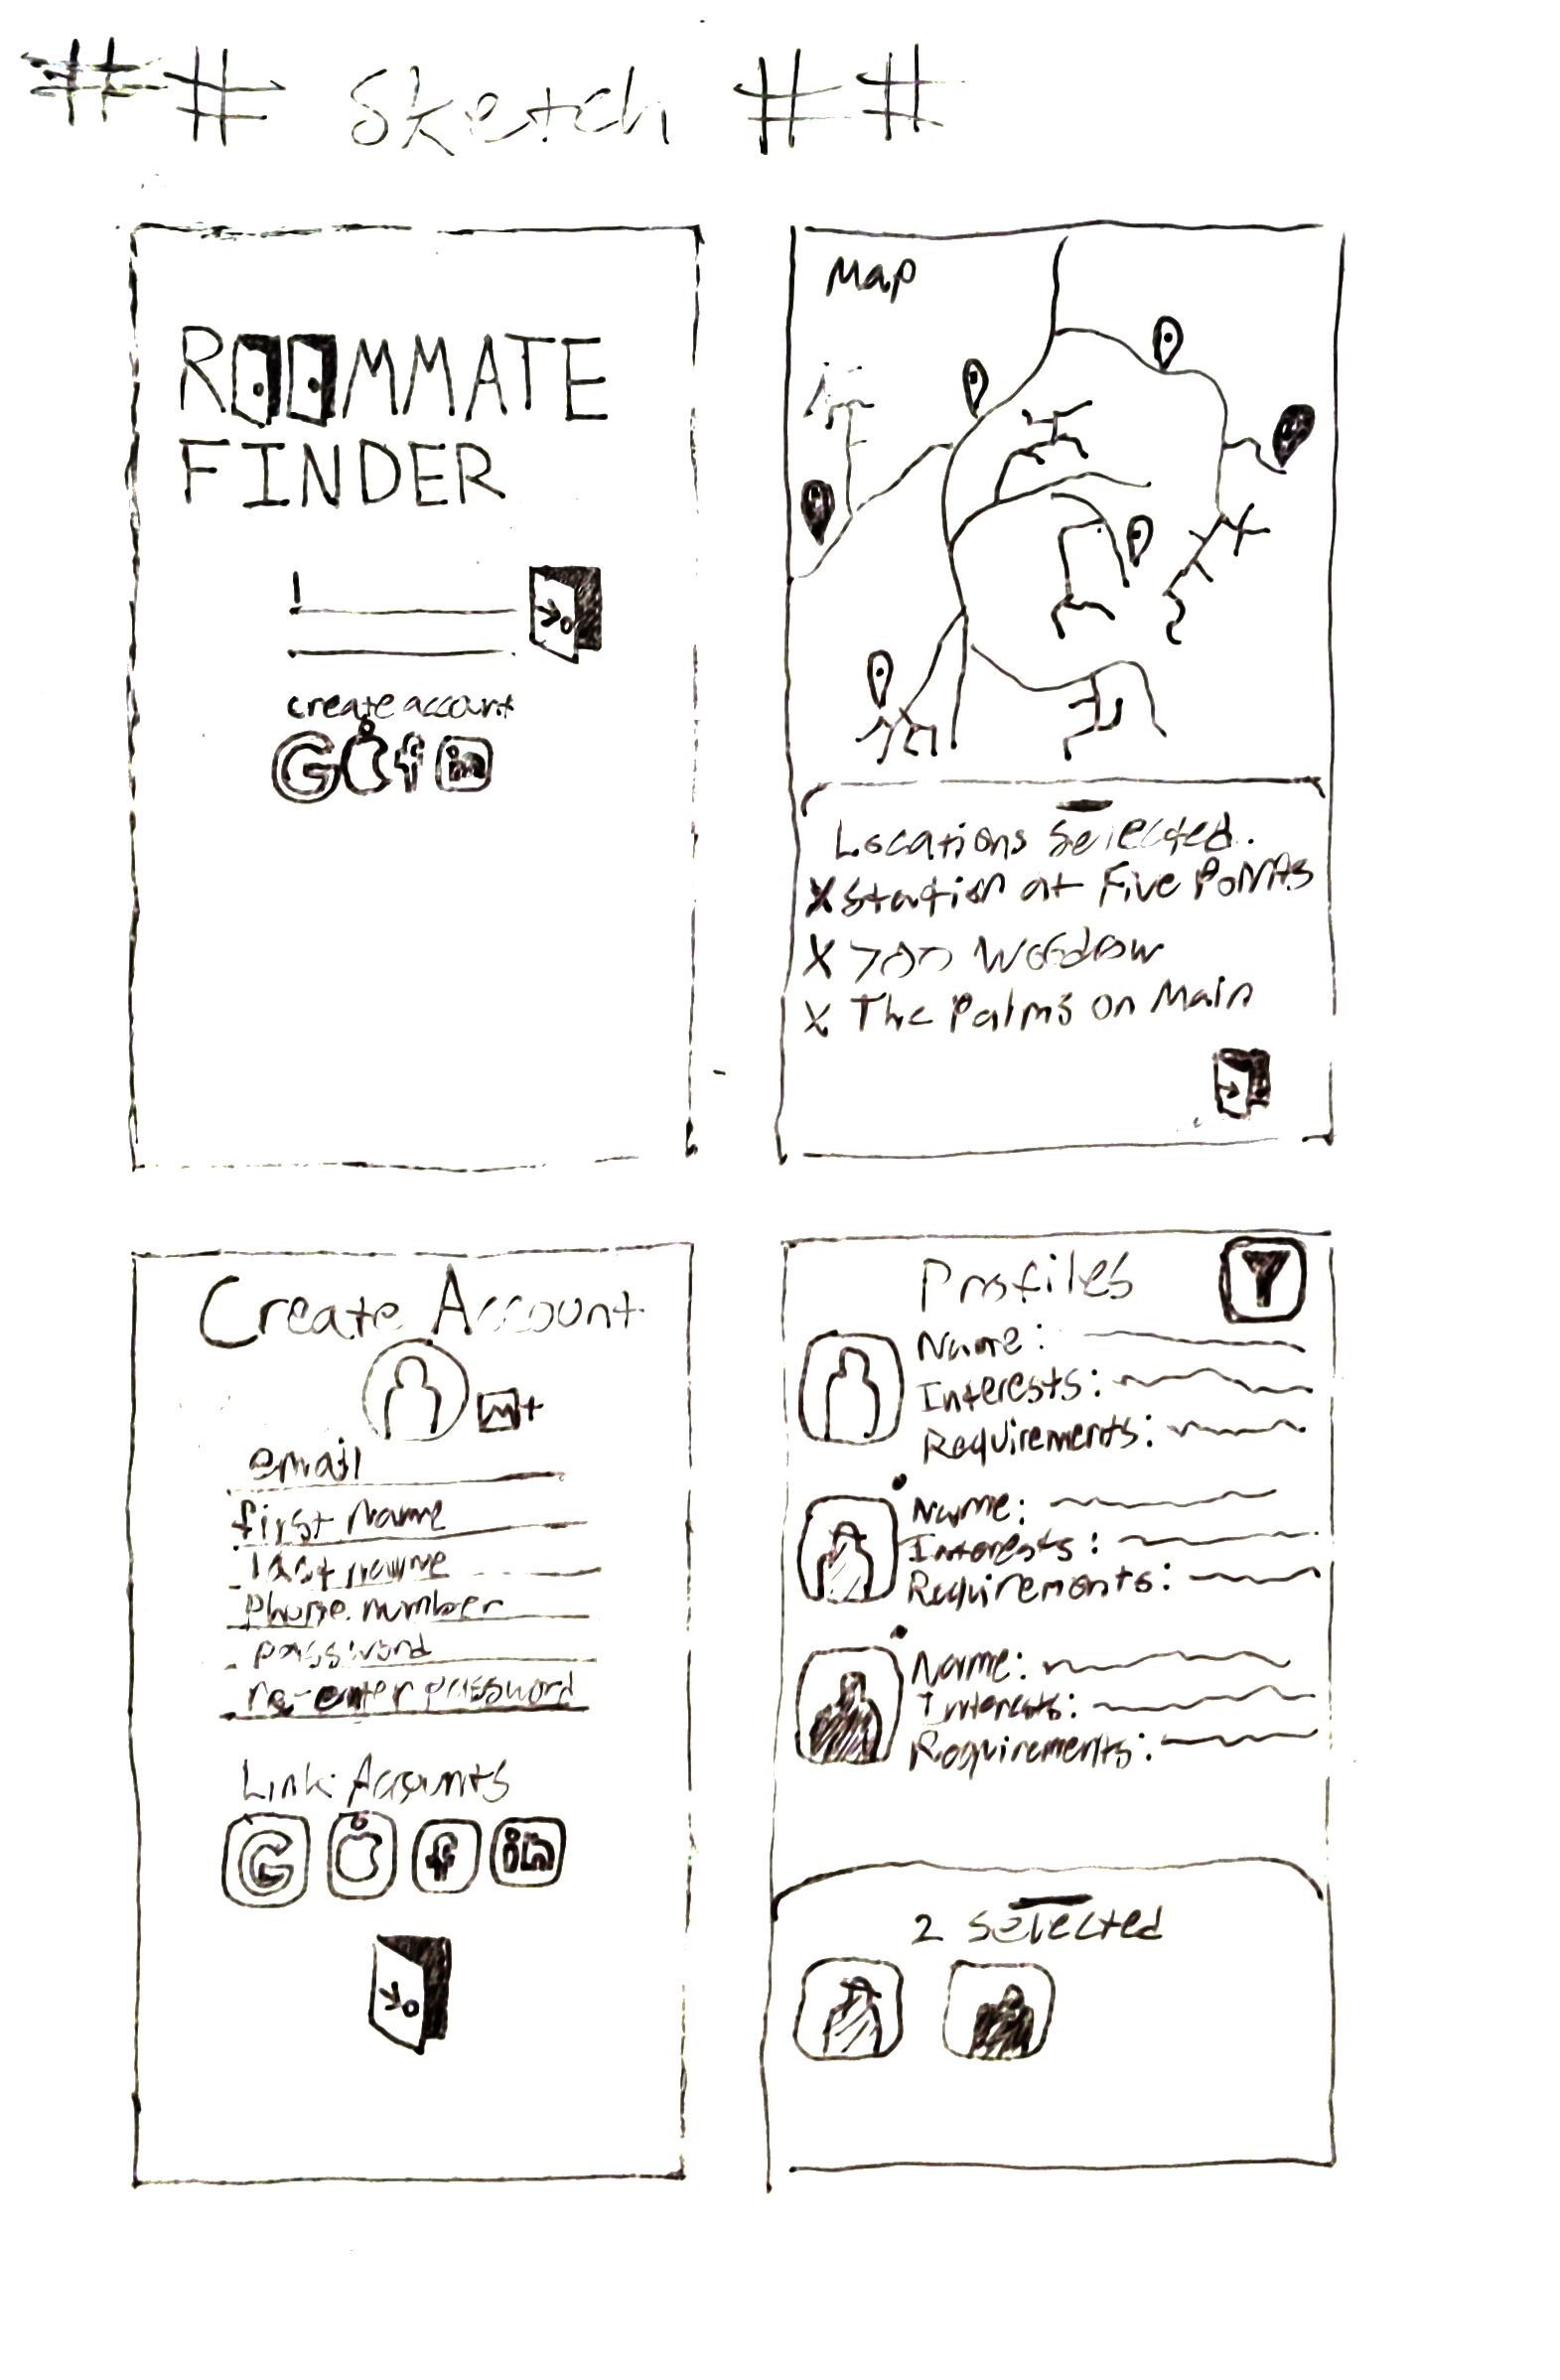 ## Sketch ##
ROOMMATE
FINDER
create account
G f in
Map
Locations Selected.
X Station at Five Points
X Woodrow
X The Palms on Main
Create Account
email
first name
last name
phone number
password
re-enter password
Link Accounts
G f in
Profiles
Name:
Interests:
Requirements:
Name:
Interests:
Requirements:
Name:
Interests:
Requirements:
2 selected